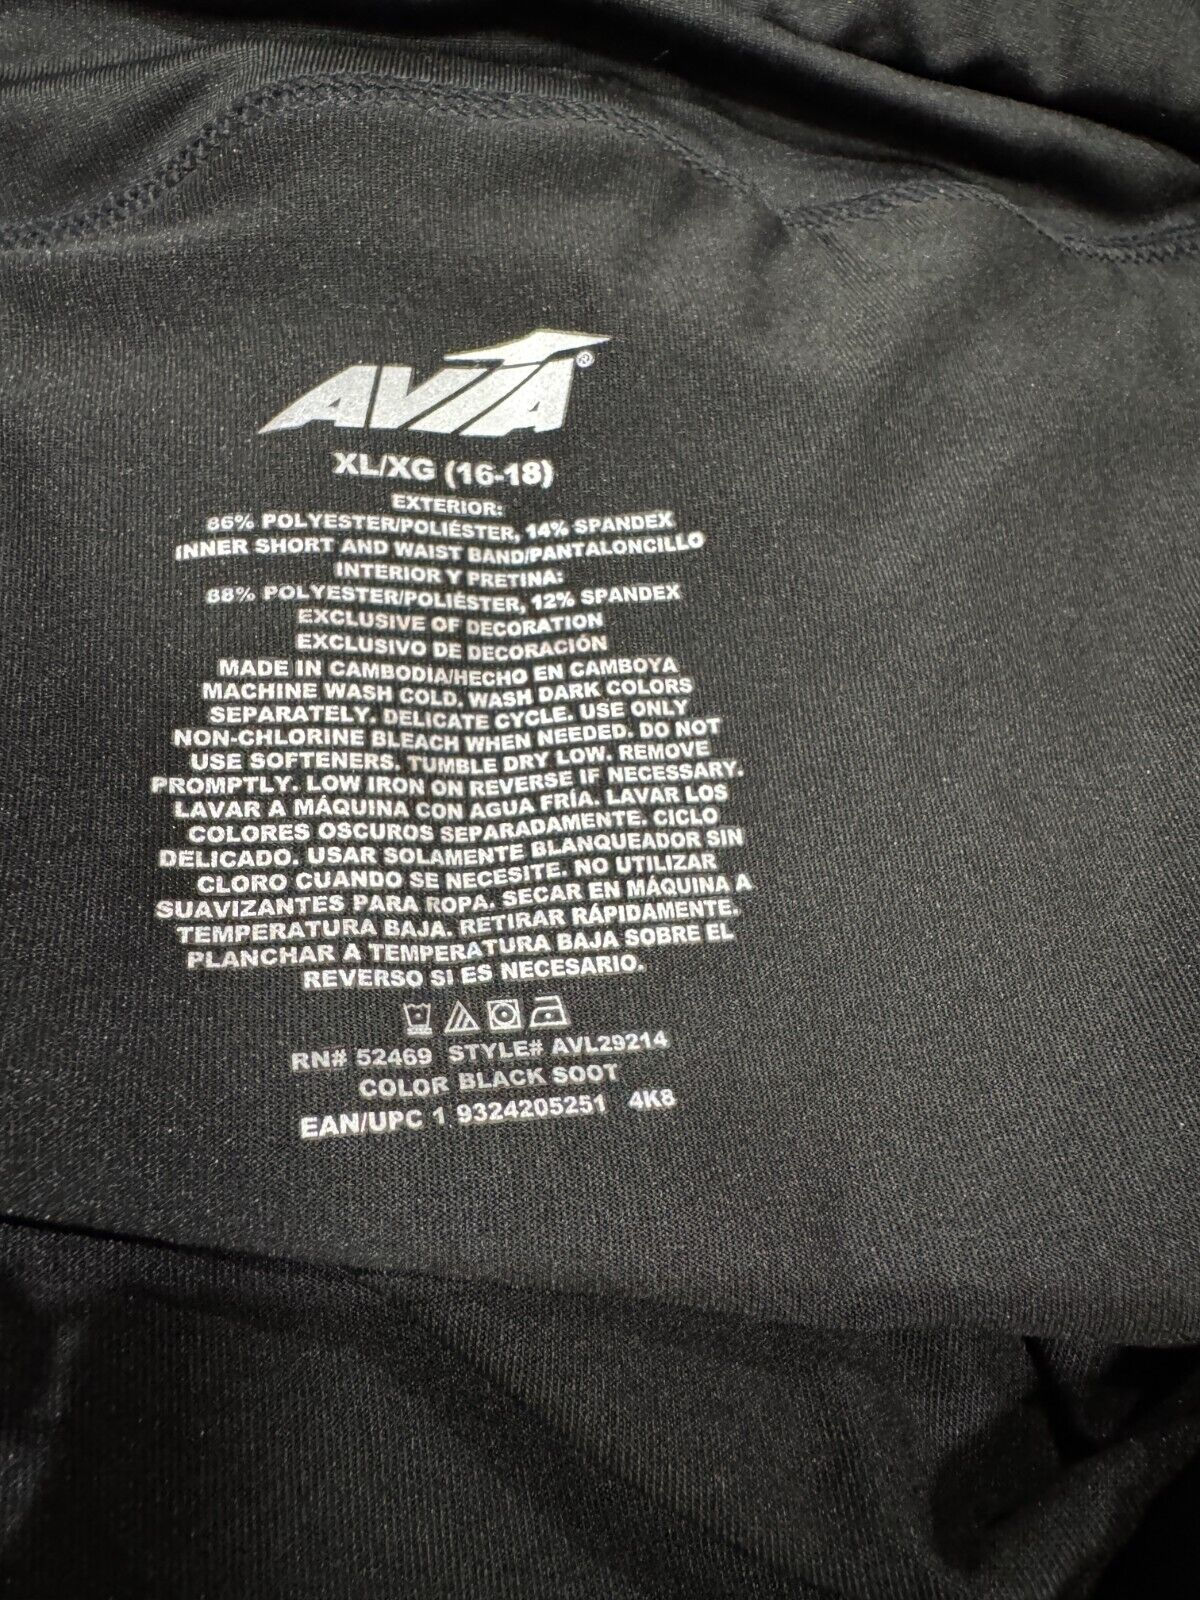 AVIA®
XL/XG (16-18)
EXTERIOR:
86% POLYESTER/POLIÉSTER, 14% SPANDEX
INNER SHORT AND WAIST BAND/PANTALONCILLO
INTERIOR Y PRETINA:
88% POLYESTER/POLIÉSTER, 12% SPANDEX
EXCLUSIVE OF DECORATION
EXCLUSIVO DE DECORACIÓN
MADE IN CAMBODIA/HECHO EN CAMBOYA
MACHINE WASH COLD. WASH DARK COLORS
SEPARATELY. DELICATE CYCLE. USE ONLY
NON-CHLORINE BLEACH WHEN NEEDED. DO NOT
USE SOFTENERS. TUMBLE DRY LOW. REMOVE
PROMPTLY. LOW IRON ON REVERSE IF NECESSARY.
LAVAR A MÁQUINA CON AGUA FRÍA. LAVAR LOS
COLORES OSCUROS SEPARADAMENTE. CICLO
DELICADO. USAR SOLAMENTE BLANQUEADOR SIN
CLORO CUANDO SE NECESITE. NO UTILIZAR
SUAVIZANTES PARA ROPA. SECAR EN MÁQUINA A
TEMPERATURA BAJA. RETIRAR RÁPIDAMENTE.
PLANCHAR A TEMPERATURA BAJA SOBRE EL
REVERSO SI ES NECESARIO.
RN# 52469 STYLE# AVL29214
COLOR BLACK SOOT
EAN/UPC 1 9324205251 4K8